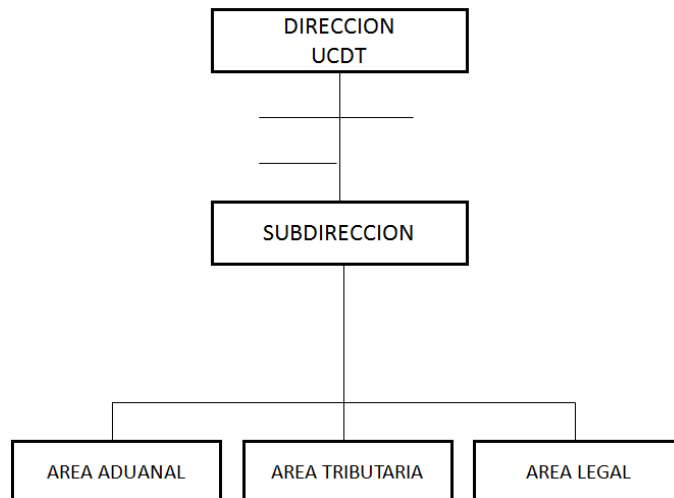 DIRECCION
UCDT
SUBDIRECCION
AREA ADUANAL
AREA TRIBUTARIA
AREA LEGAL